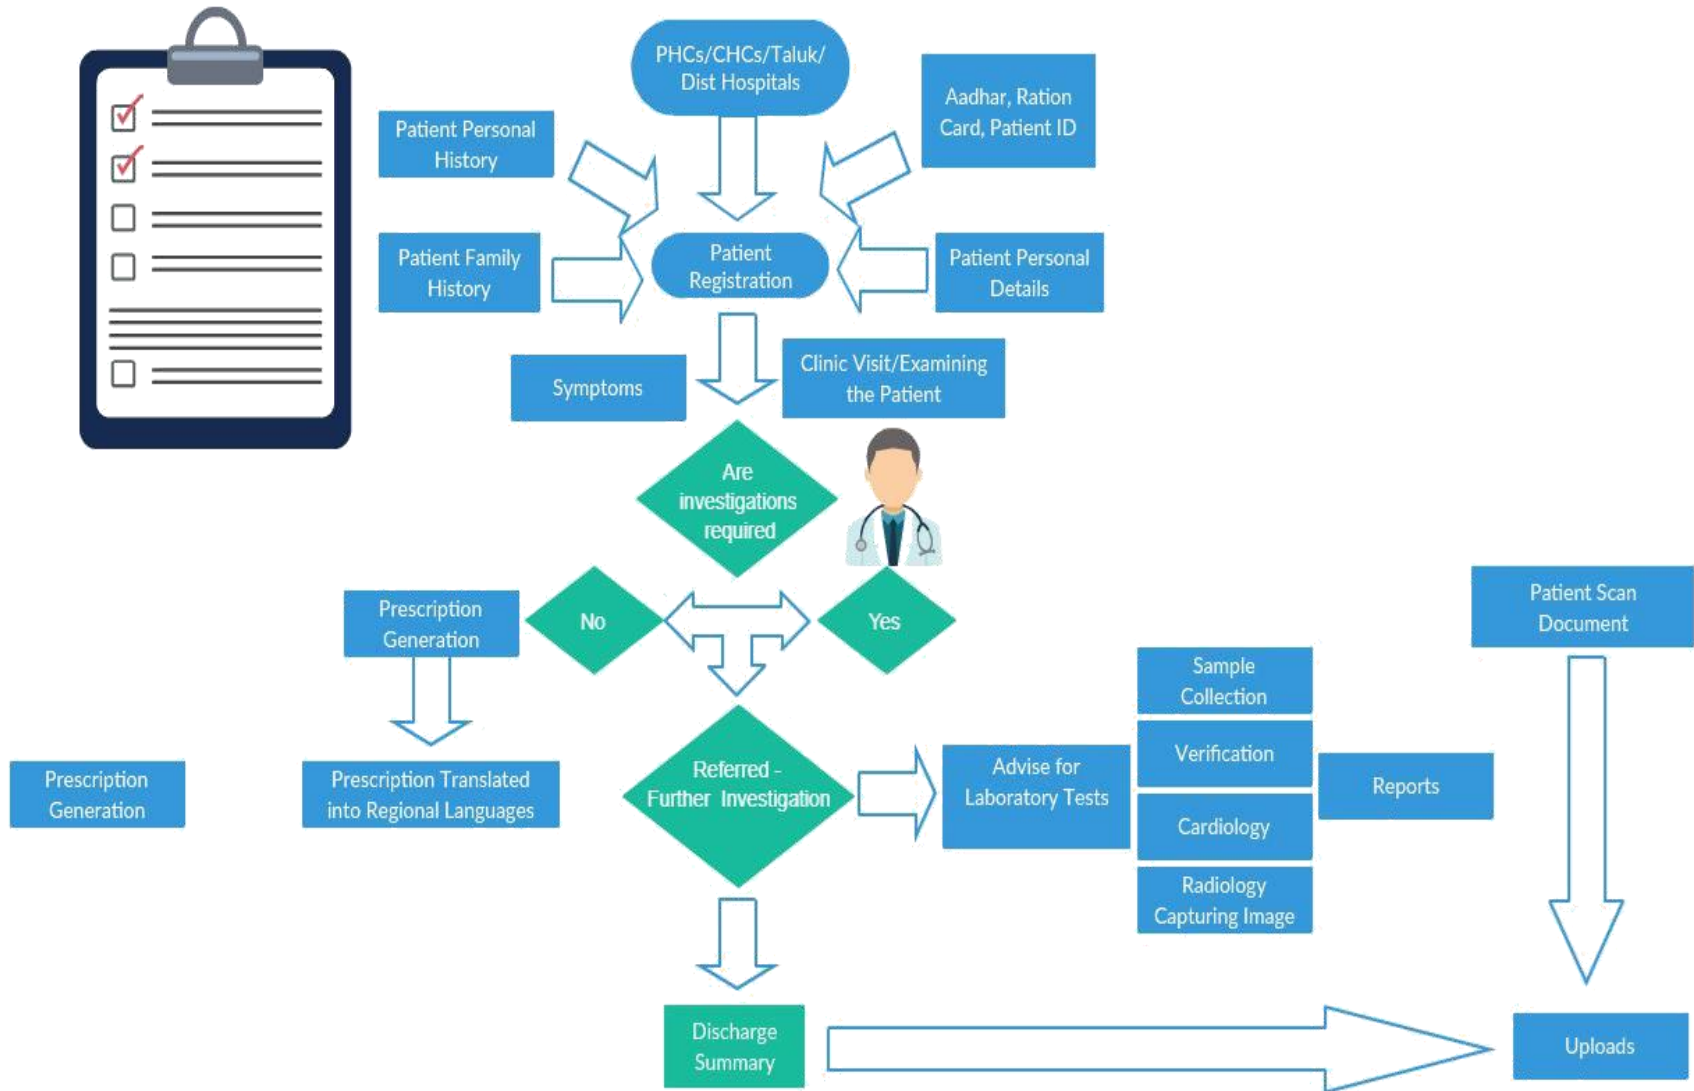 PHCs/CHCs/Taluk/
Dist Hospitals
Aadhar, Ration
Card, Patient ID
Patient Personal
History
Patient Family
History
Patient
Registration
Patient Personal
Details
Symptoms
Clinic Visit/Examining
the Patient
Are
investigations
required
Prescription
Generation
No
Yes
Patient Scan
Document
Sample
Collection
Verification
Cardiology
Radiology
Capturing Image
Prescription
Generation
Prescription Translated
into Regional Languages
Referred -
Further Investigation
Advise for
Laboratory Tests
Reports
Discharge
Summary
Uploads